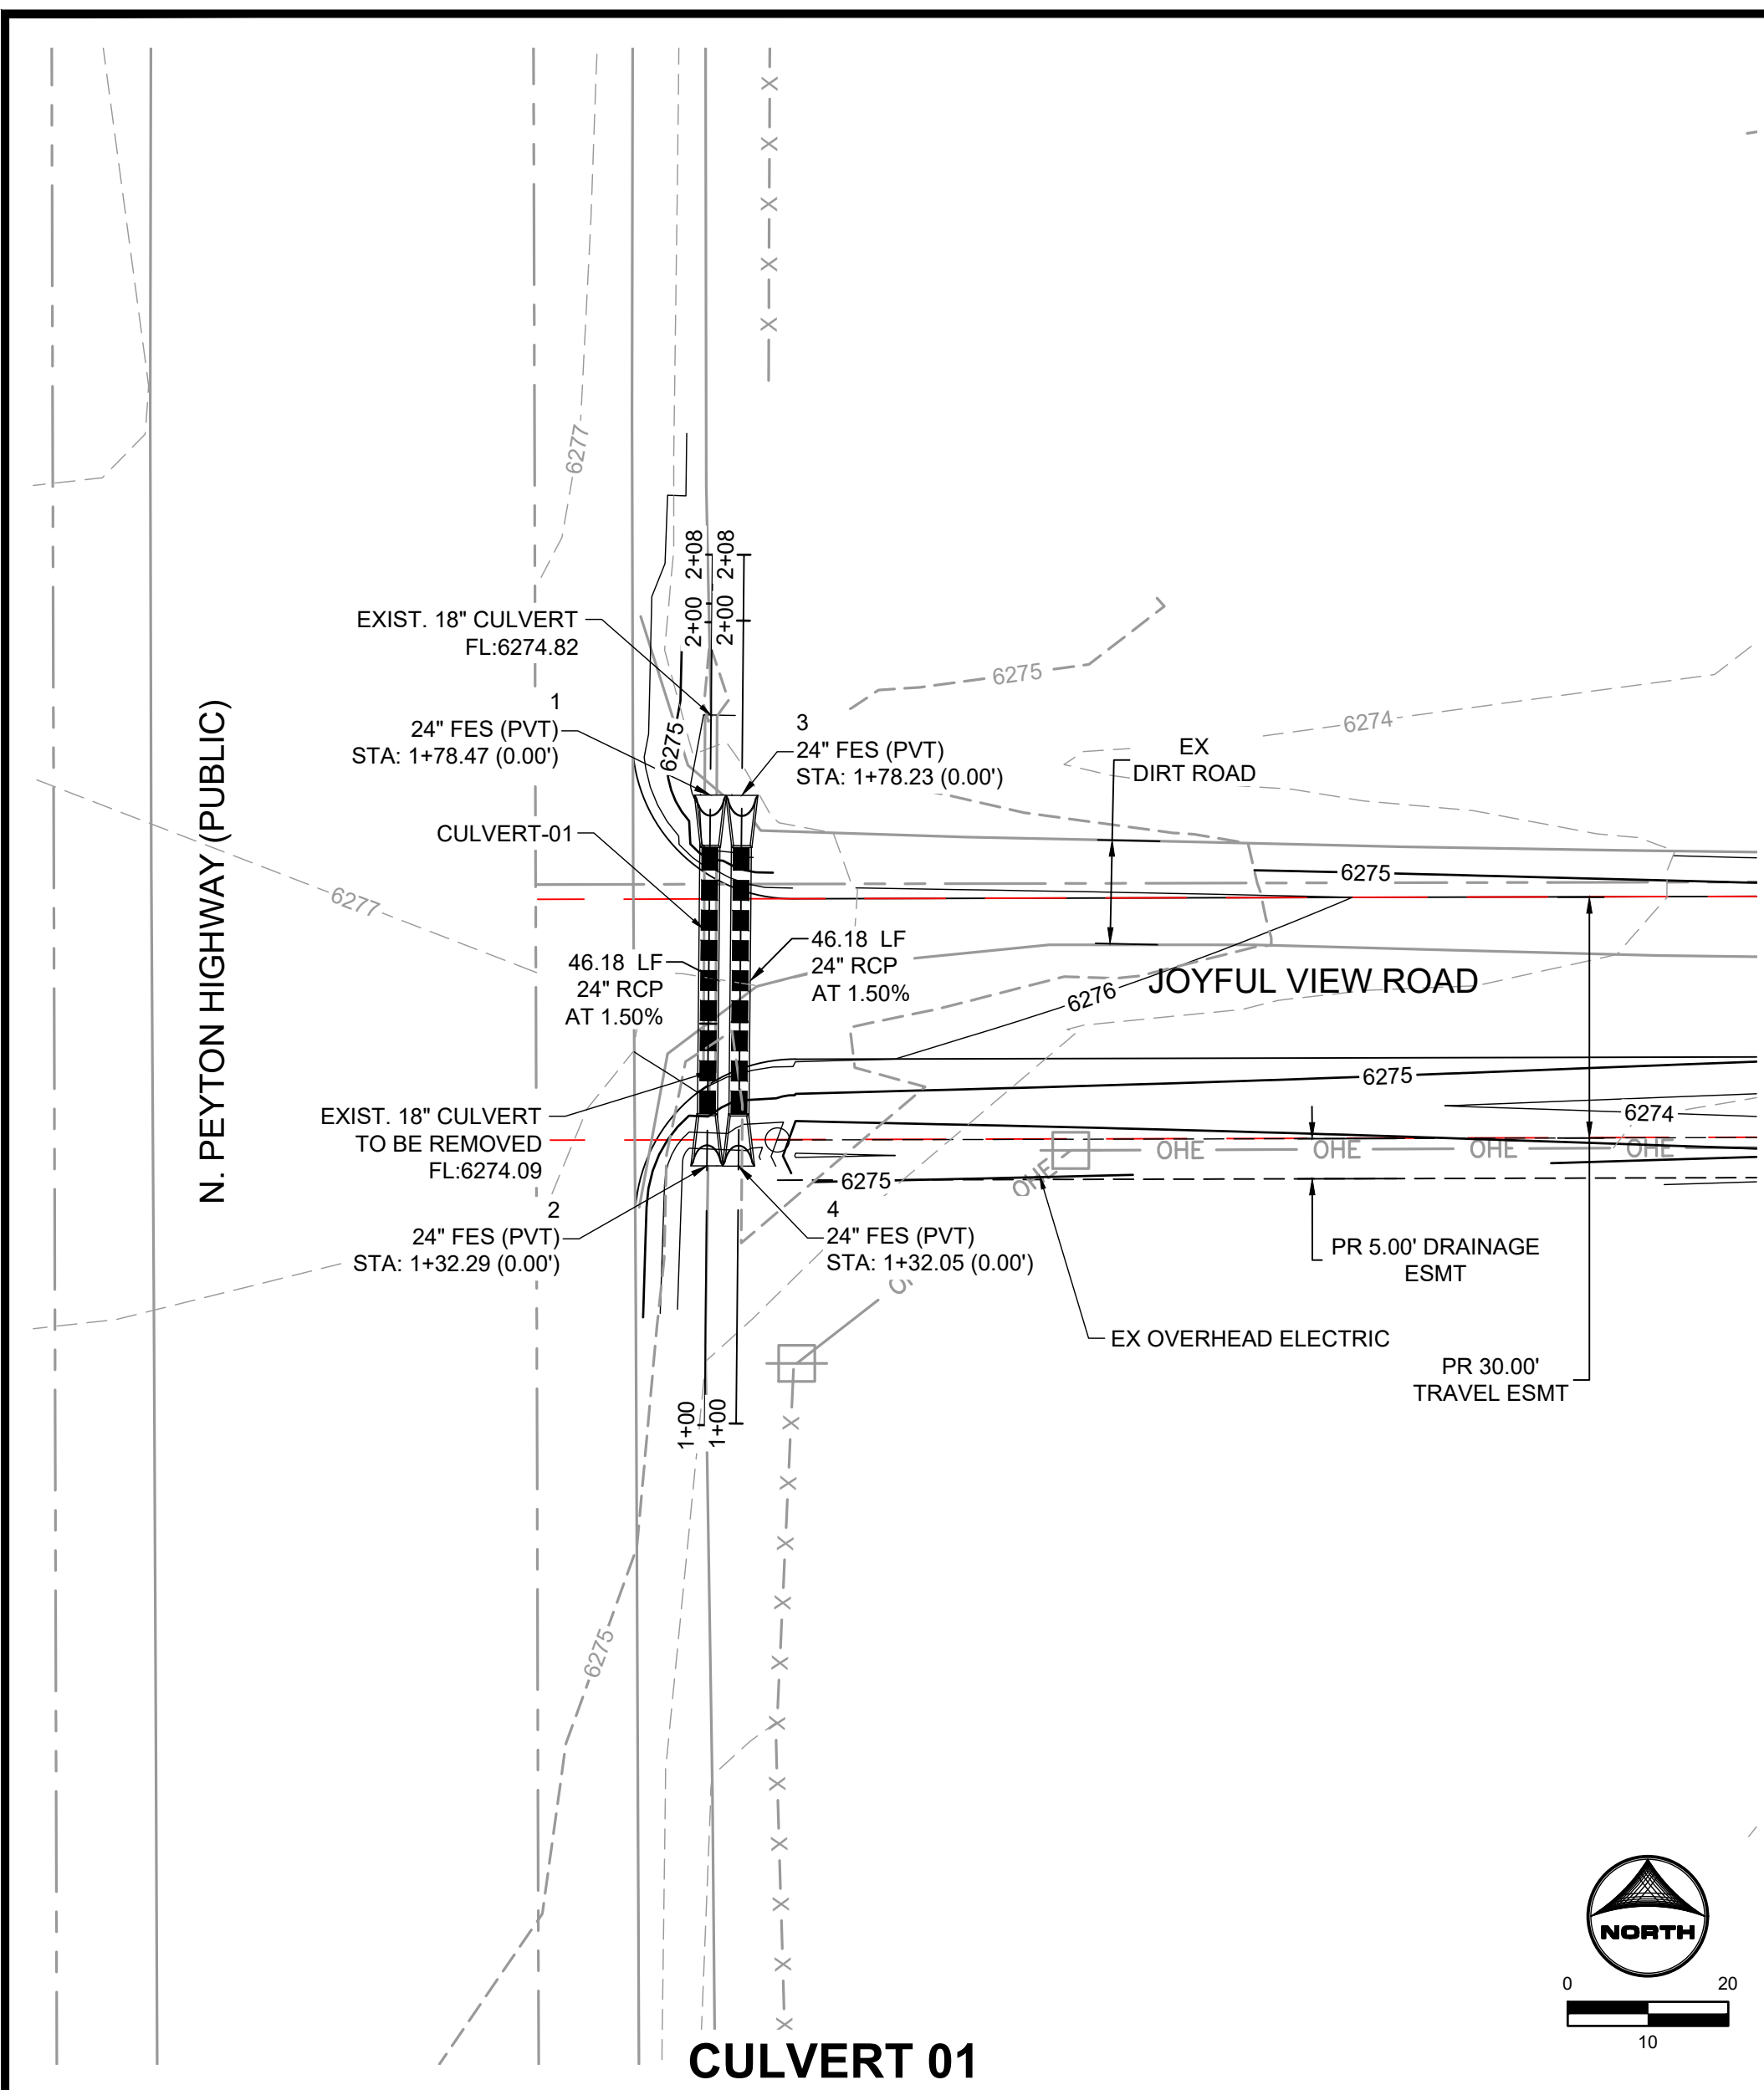 6277
2+08
2+08
2+00
2+00
EXIST. 18" CULVERT
FL:6274.82
6275
6274
1
24" FES (PVT)
STA: 1+78.47 (0.00')
6275
3
24" FES (PVT)
STA: 1+78.23 (0.00')
EX
DIRT ROAD
N. PEYTON HIGHWAY (PUBLIC)
CULVERT-01
6275
6277
46.18 LF
24" RCP
AT 1.50%
46.18 LF
24" RCP
AT 1.50%
JOYFUL VIEW ROAD
6276
6275
EXIST. 18" CULVERT
TO BE REMOVED
FL:6274.09
6274
OHE
OHE
OHE
OHE
OHE
6275
2
24" FES (PVT)
STA: 1+32.29 (0.00')
4
24" FES (PVT)
STA: 1+32.05 (0.00')
PR 5.00' DRAINAGE
ESMT
EX OVERHEAD ELECTRIC
PR 30.00'
TRAVEL ESMT
1+00
1+00
6275
NORTH
0
20
10
CULVERT 01